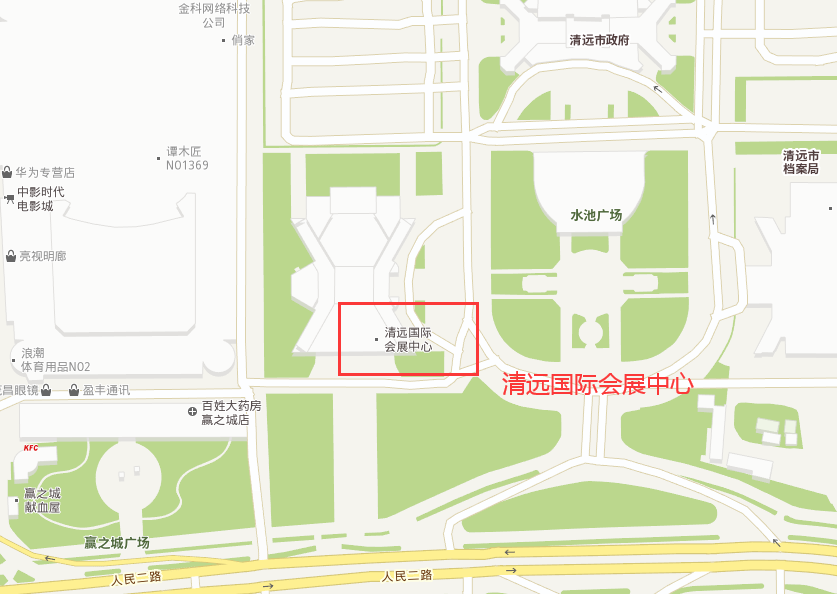 金科网络科技
公司
俏家
清远市政府
谭木匠
NO1369
清远市
档案局
华为专营店
中影时代
电影城
水池广场
亮视明廊
清远国际
会展中心
浪潮
体育用品NO2
清远国际会展中心
昌眼镜
盈丰通讯
百姓大药房
赢之城店
KFC
赢之城
献血屋
赢之城广场
人民二路
人民二路